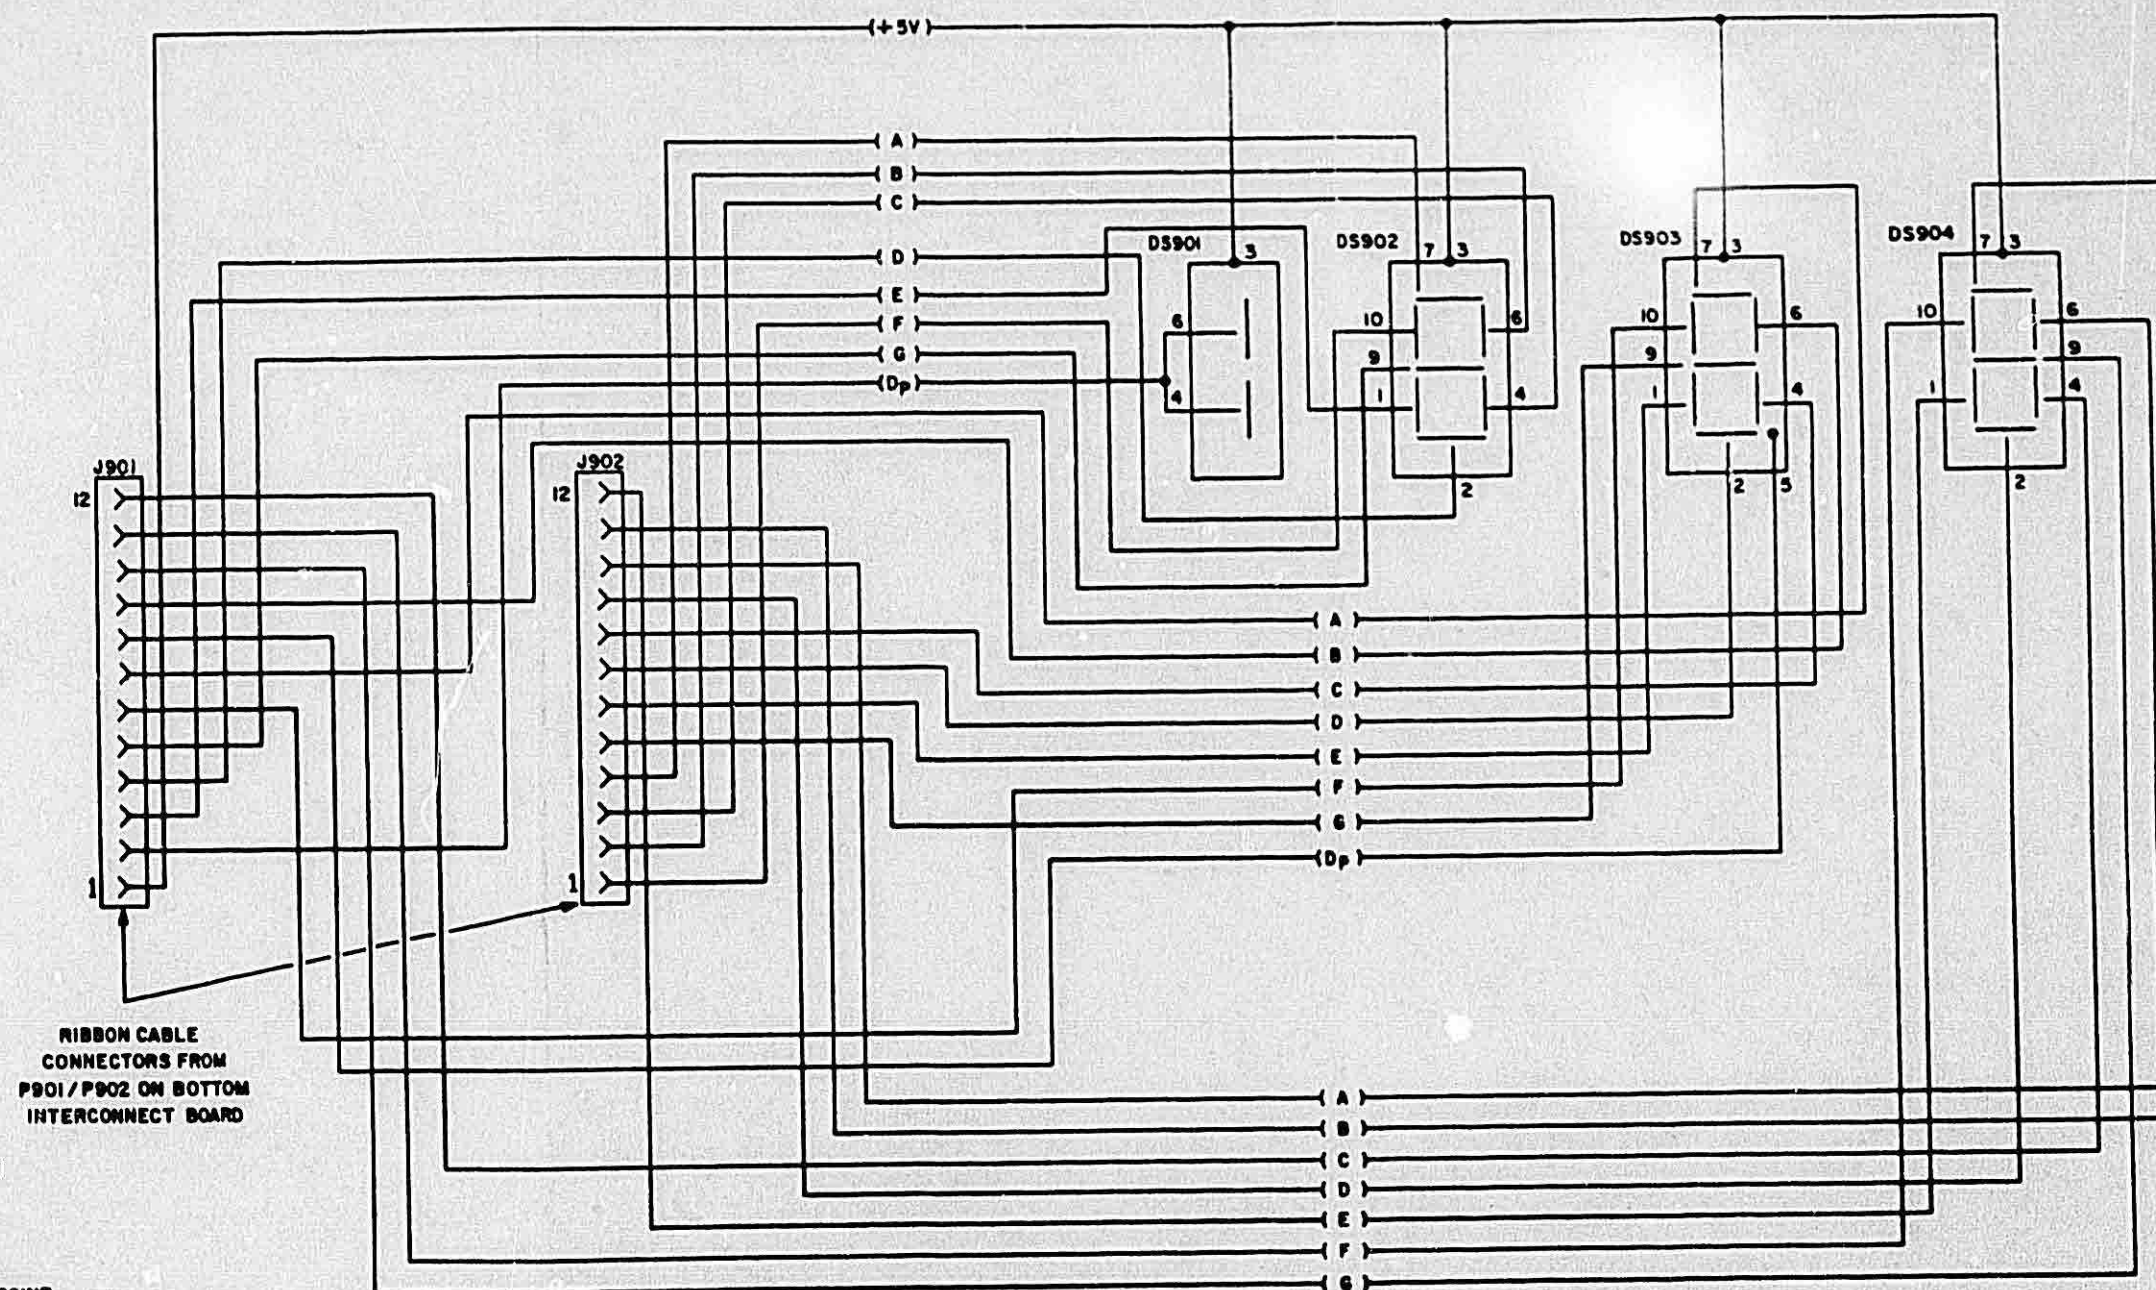 (+5V)
( A )
( B )
( C )
( D )
( E )
( F )
( G )
(Dp)
DS901
3
6
4
DS902
7 3
10
9
1
6
4
2
DS903
7 3
10
9
1
6
4
2
5
DS904
7 3
10
1
6
9
4
2
J901
12
1
J902
12
1
( A )
( B )
( C )
( D )
( E )
( F )
( G )
(Dp)
RIBBON CABLE
CONNECTORS FROM
P901/P902 ON BOTTOM
INTERCONNECT BOARD
( A )
( B )
( C )
( D )
( E )
( F )
( G )